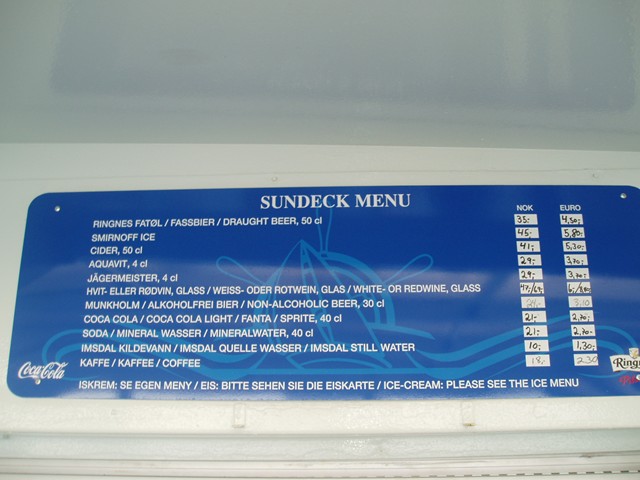 SUNDECK MENU
NOK EURO
RINGNES FATØL / FASSBIER / DRAUGHT BEER, 50 cl 35.- 4,50,-
SMIRNOFF ICE 45,- 5,80,-
CIDER, 50 cl 41,- 5,30,-
AQUAVIT, 4 cl 29.- 3,70,-
JÄGERMEISTER, 4 cl 29,- 3,70,-
HVIT- ELLER RØDVIN, GLASS / WEISS- ODER ROTWEIN, GLAS / WHITE- OR REDWINE, GLASS
MUNKHOLM / ALKOHOLFREI BIER / NON-ALCOHOLIC BEER, 30 cl 24,- 3.10
COCA COLA / COCA COLA LIGHT / FANTA / SPRITE, 40 cl 21.- 2,70,-
SODA / MINERAL WASSER / MINERALWATER, 40 cl 21.- 2,70.-
IMSDAL KILDEVANN / IMSDAL QUELLE WASSER / IMSDAL STILL WATER 10,- 1,30,-
KAFFE / KAFFEE / COFFEE 18,- 2.30
Coca-Cola
ISKREM: SE EGEN MENY / EIS: BITTE SEHEN SIE DIE EISKARTE / ICE-CREAM: PLEASE SEE THE ICE MENU